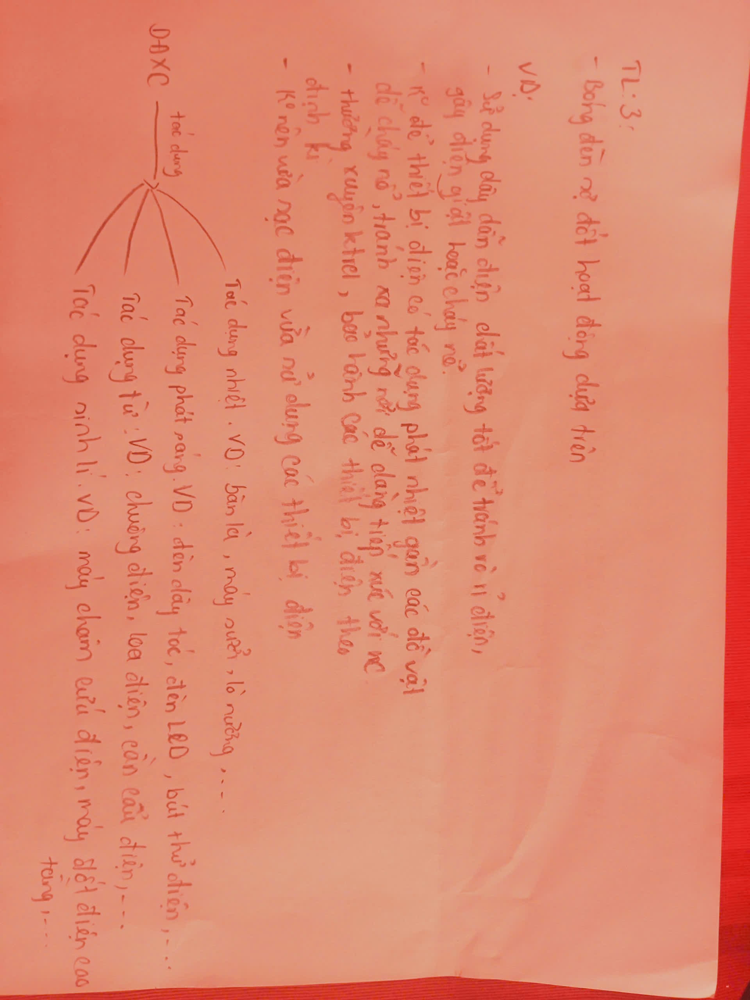 TL:3:
- Bóng đèn sợ đốt hoạt động dựa trên
VD:
- Sử dụng dây dẫn điện chất lượng tốt để tránh rò rỉ điện,
gây điện giật hoặc cháy nổ.
- Ko để thiết bị điện có tác dụng phát nhiệt gần các đồ vật
dễ cháy nổ, tránh xa những nơi dễ dàng tiếp xúc với nc
- thường xuyên ktra, bảo hành các thiết bị điện theo
định kì
- Ko nên vừa sạc điện vừa sử dụng các thiết bị điện
Tác dụng nhiệt. VD: bàn là, máy sưởi, lò nướng,...
tác dụng
Tác dụng phát sáng. VD: đèn dây tóc, đèn LED, bút thử điện,...
DĐXC
Tác dụng từ: VD: chuông điện, loa điện, cần cẩu điện,...
Tác dụng sinh lí. VD: máy châm cứu điện, máy đốt điện cao
tầng,...